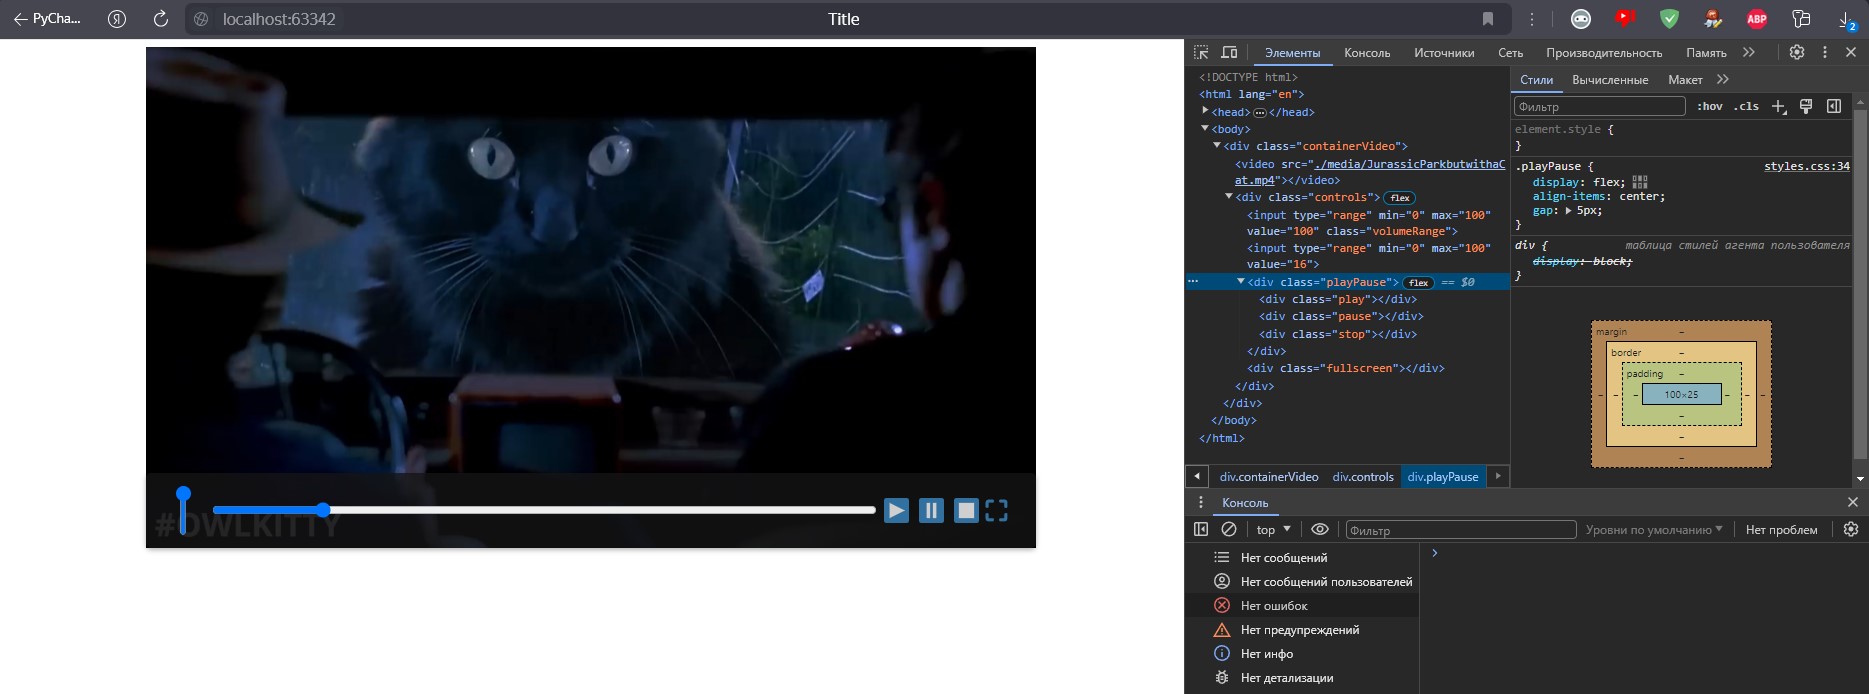 PyCha...
Я
localhost:63342
Title
ABP
2
#OWLKITTY
Элементы
Консоль
Источники
Сеть
Производительность
Память
<!DOCTYPE html>
<html lang="en">
<head> ⋯ </head>
<body>
<div class="containerVideo">
<video src="./media/JurassicParkbutwithaC
at.mp4"></video>
<div class="controls"> flex
<input type="range" min="0" max="100"
value="100" class="volumeRange">
<input type="range" min="0" max="100"
value="16">
<div class="playPause"> flex == $0
<div class="play"></div>
<div class="pause"></div>
<div class="stop"></div>
</div>
<div class="fullscreen"></div>
</div>
</div>
</body>
</html>
div.containerVideo
div.controls
div.playPause
Стили
Вычисленные
Макет
Фильтр
:hov
.cls
element.style {
}
.playPause { styles.css:34
display: flex;
align-items: center;
gap: 5px;
}
div { таблица стилей агента пользователя
display: block;
}
margin –
border –
padding –
– – – 100×25 – – –
–
–
–
Консоль
top
Фильтр
Уровни по умолчанию
Нет проблем
Нет сообщений
Нет сообщений пользователей
Нет ошибок
Нет предупреждений
Нет инфо
Нет детализации